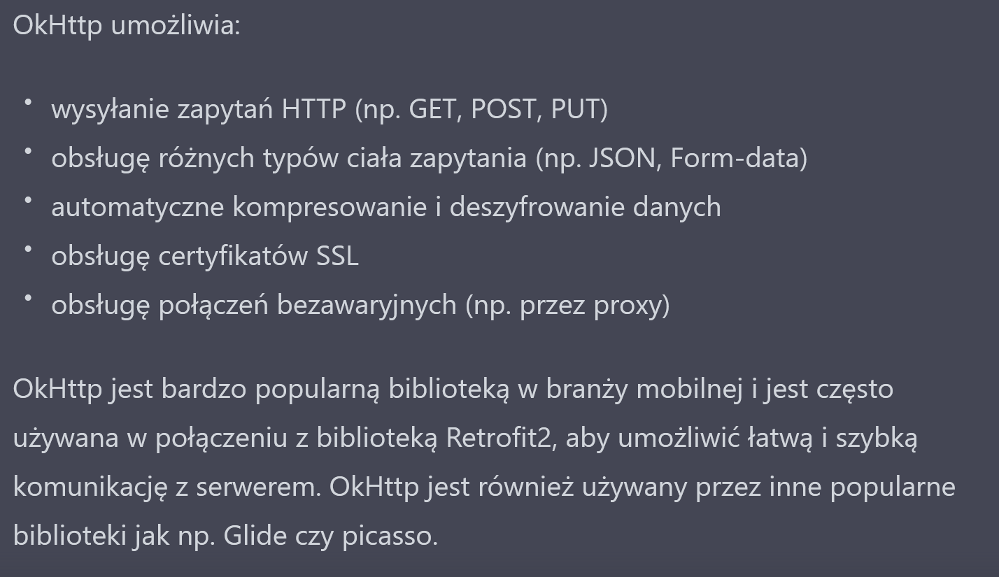 OkHttp umożliwia:
• wysyłanie zapytań HTTP (np. GET, POST, PUT)
• obsługę różnych typów ciała zapytania (np. JSON, Form-data)
• automatyczne kompresowanie i deszyfrowanie danych
• obsługę certyfikatów SSL
• obsługę połączeń bezawaryjnych (np. przez proxy)
OkHttp jest bardzo popularną biblioteką w branży mobilnej i jest często
używana w połączeniu z biblioteką Retrofit2, aby umożliwić łatwą i szybką
komunikację z serwerem. OkHttp jest również używany przez inne popularne
biblioteki jak np. Glide czy picasso.